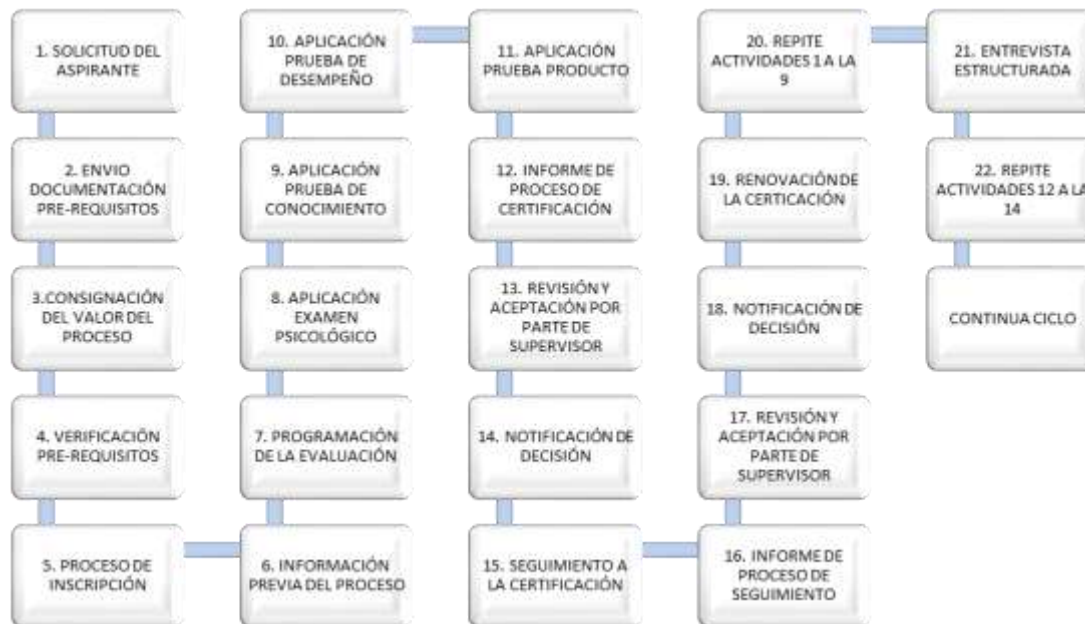 1. SOLICITUD DEL
ASPIRANTE
2. ENVIO
DOCUMENTACIÓN
PRE-REQUISITOS
3.CONSIGNACIÓN
DEL VALOR DEL
PROCESO
4. VERIFICACIÓN
PRE-REQUISITOS
5. PROCESO DE
INSCRIPCIÓN
6. INFORMACIÓN
PREVIA DEL PROCESO
7. PROGRAMACIÓN
DE LA EVALUACIÓN
8. APLICACIÓN
EXAMEN
PSICOLÓGICO
9. APLICACIÓN
PRUEBA DE
CONOCIMIENTO
10. APLICACIÓN
PRUEBA DE
DESEMPEÑO
11. APLICACIÓN
PRUEBA PRODUCTO
12. INFORME DE
PROCESO DE
CERTIFICACIÓN
13. REVISIÓN Y
ACEPTACIÓN POR
PARTE DE
SUPERVISOR
14. NOTIFICACIÓN DE
DECISIÓN
15. SEGUIMIENTO A
LA CERTIFICACIÓN
16. INFORME DE
PROCESO DE
SEGUIMIENTO
17. REVISIÓN Y
ACEPTACIÓN POR
PARTE DE
SUPERVISOR
18. NOTIFICACIÓN DE
DECISIÓN
19. RENOVACIÓN DE
LA CERTICACIÓN
20. REPITE
ACTIVIDADES 1 A LA
9
21. ENTREVISTA
ESTRUCTURADA
22. REPITE
ACTIVIDADES 12 A LA
14
CONTINUA CICLO